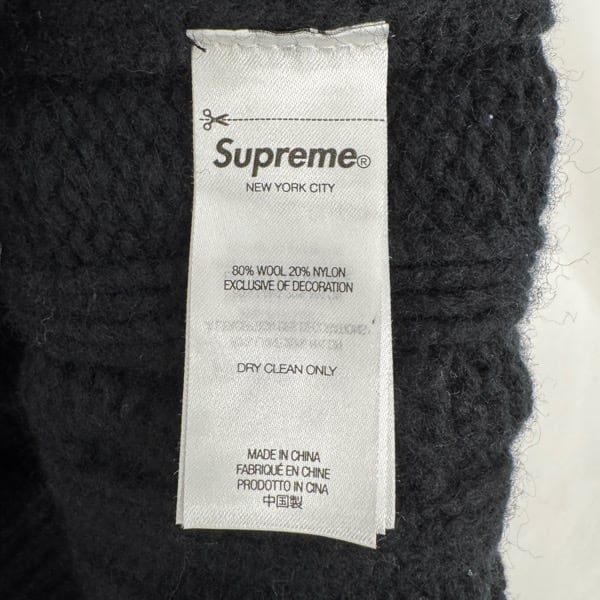 Supreme®
NEW YORK CITY
80% WOOL 20% NYLON
EXCLUSIVE OF DECORATION
DRY CLEAN ONLY
MADE IN CHINA
FABRIQUÉ EN CHINE
PRODOTTO IN CINA
中国製